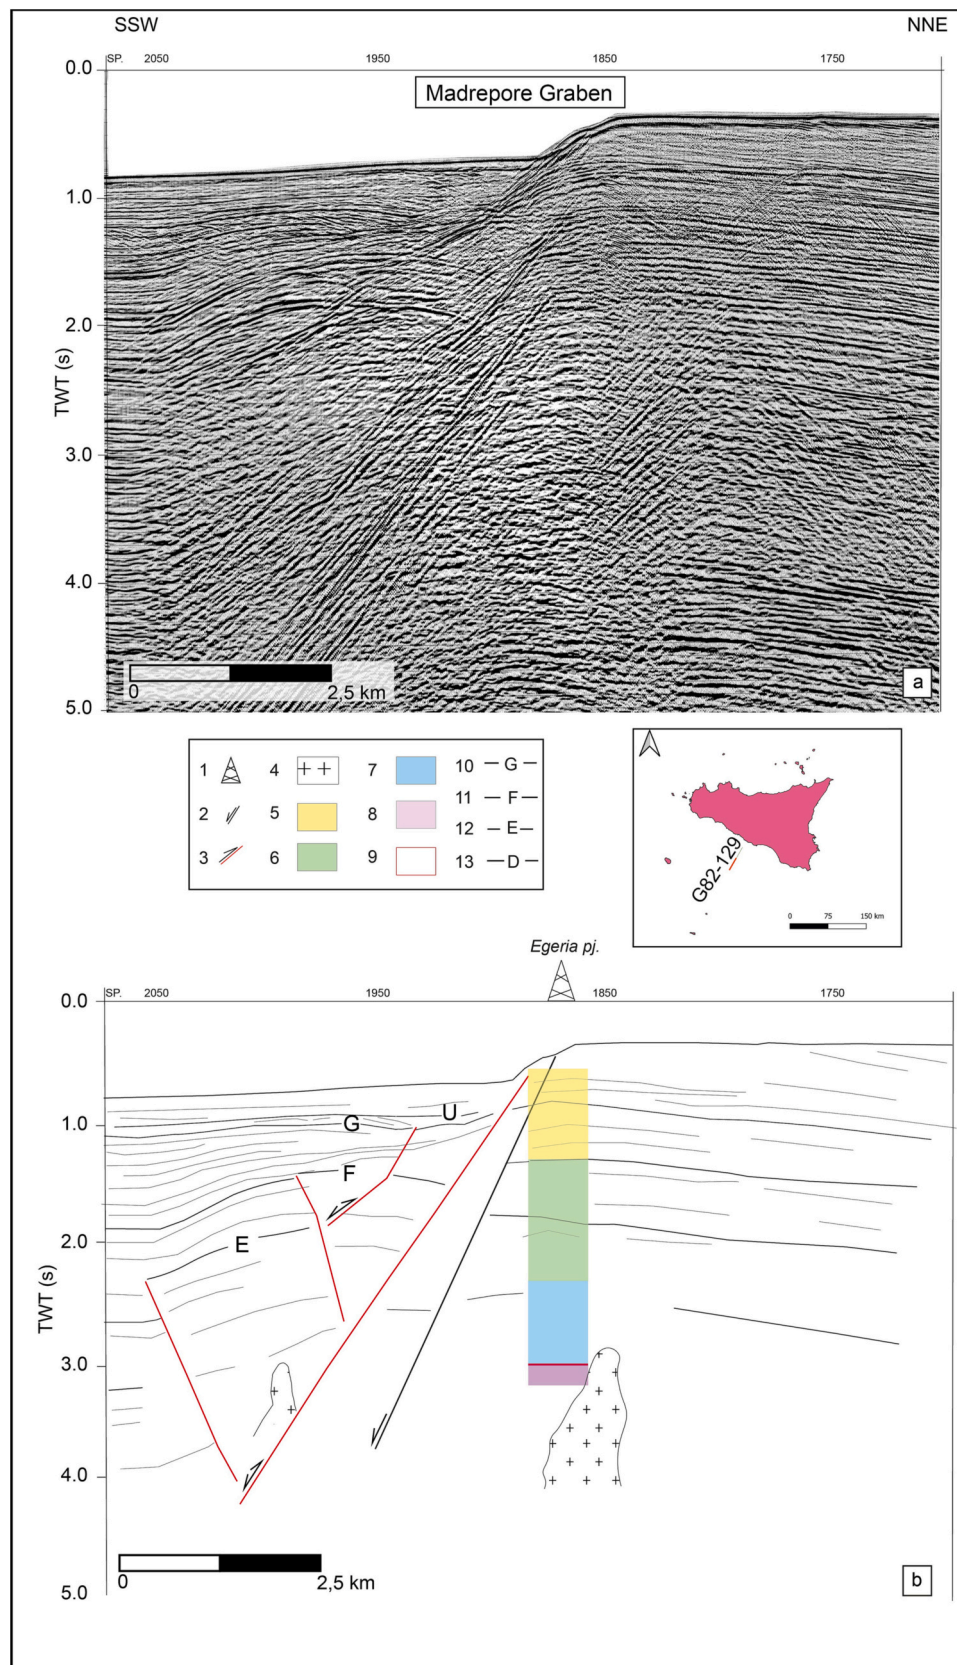 SSW NNE
SP. 2050 1950 1850 1750
0.0
Madrepore Graben
1.0
2.0
TWT (s)
3.0
4.0
0 2,5 km
a
5.0
1 4 + + 7 10 — G —
2 5 8 11 — F —
3 6 9 12 – E –
13 — D —
G82-129
0 75 150 km
Egeria pj.
SP. 2050 1950 1850 1750
0.0
1.0
G U
F
E
2.0
TWT (s)
3.0
4.0
0 2,5 km
b
5.0